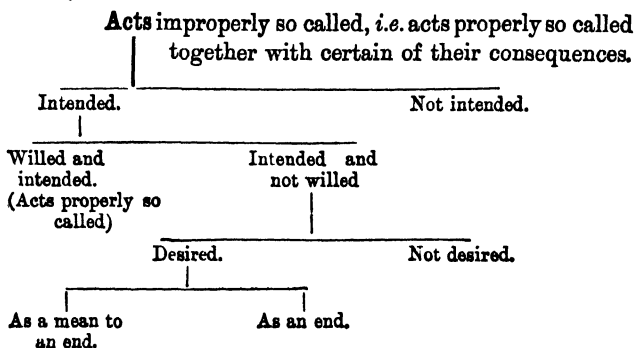 Acts improperly so called, i.e. acts properly so called
together with certain of their consequences.
Intended.
Not intended.
Willed and
intended.
(Acts properly so
called)
Intended and
not willed
Desired.
Not desired.
As a mean to
an end.
As an end.